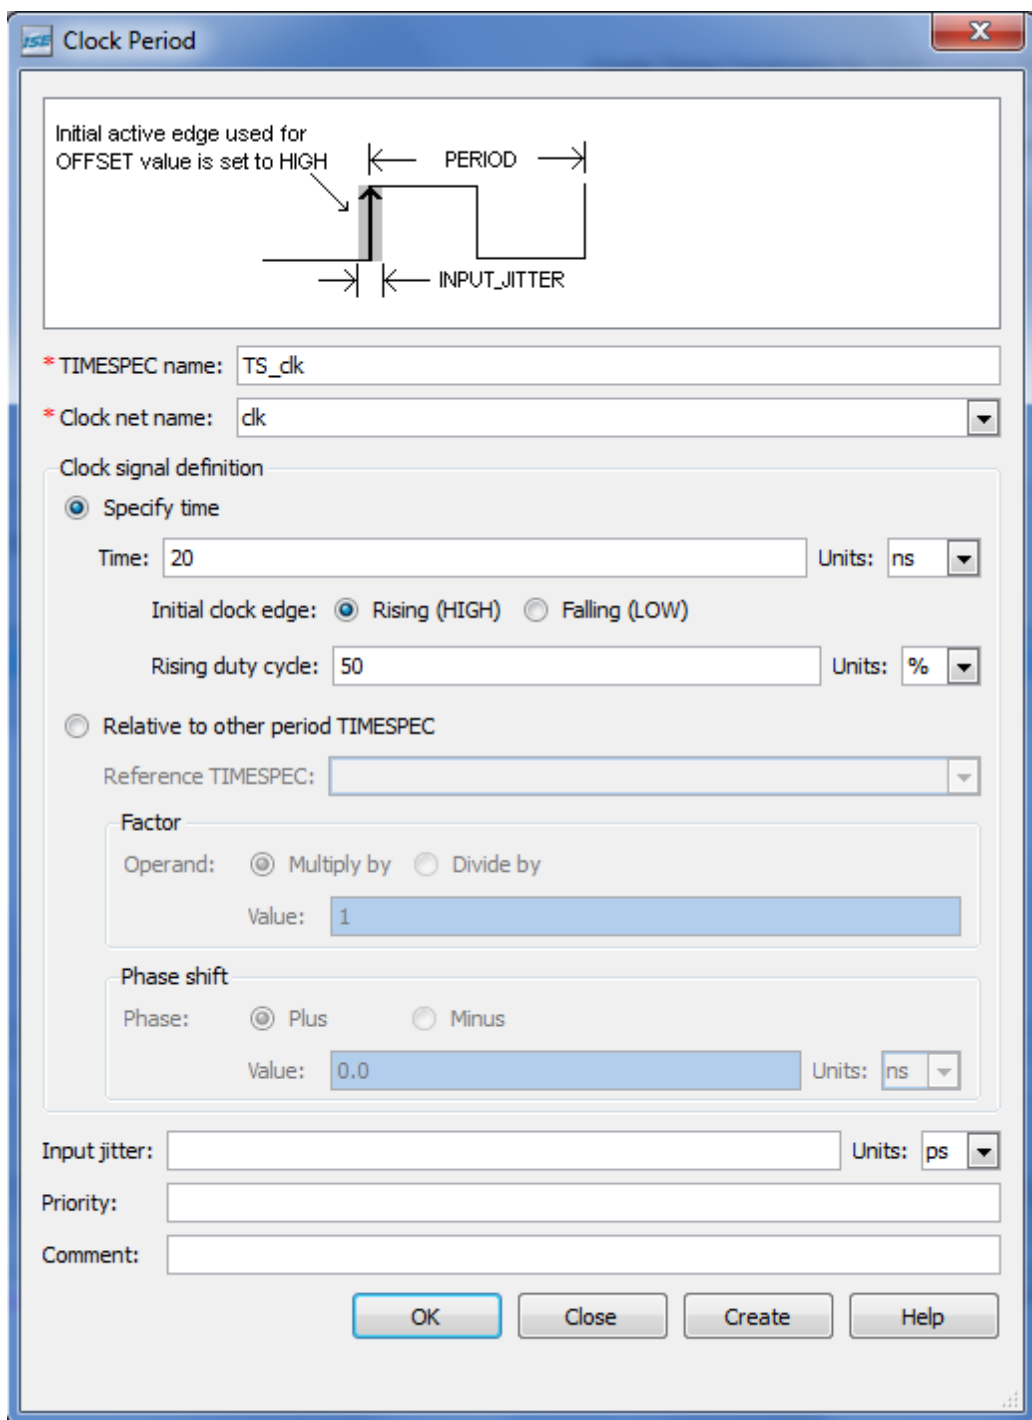 ISE Clock Period
Initial active edge used for
OFFSET value is set to HIGH
PERIOD
INPUT_JITTER
* TIMESPEC name: TS_clk
* Clock net name: clk
Clock signal definition
Specify time
Time: 20 Units: ns
Initial clock edge: Rising (HIGH) Falling (LOW)
Rising duty cycle: 50 Units: %
Relative to other period TIMESPEC
Reference TIMESPEC:
Factor
Operand: Multiply by Divide by
Value: 1
Phase shift
Phase: Plus Minus
Value: 0.0 Units: ns
Input jitter: Units: ps
Priority:
Comment:
OK Close Create Help